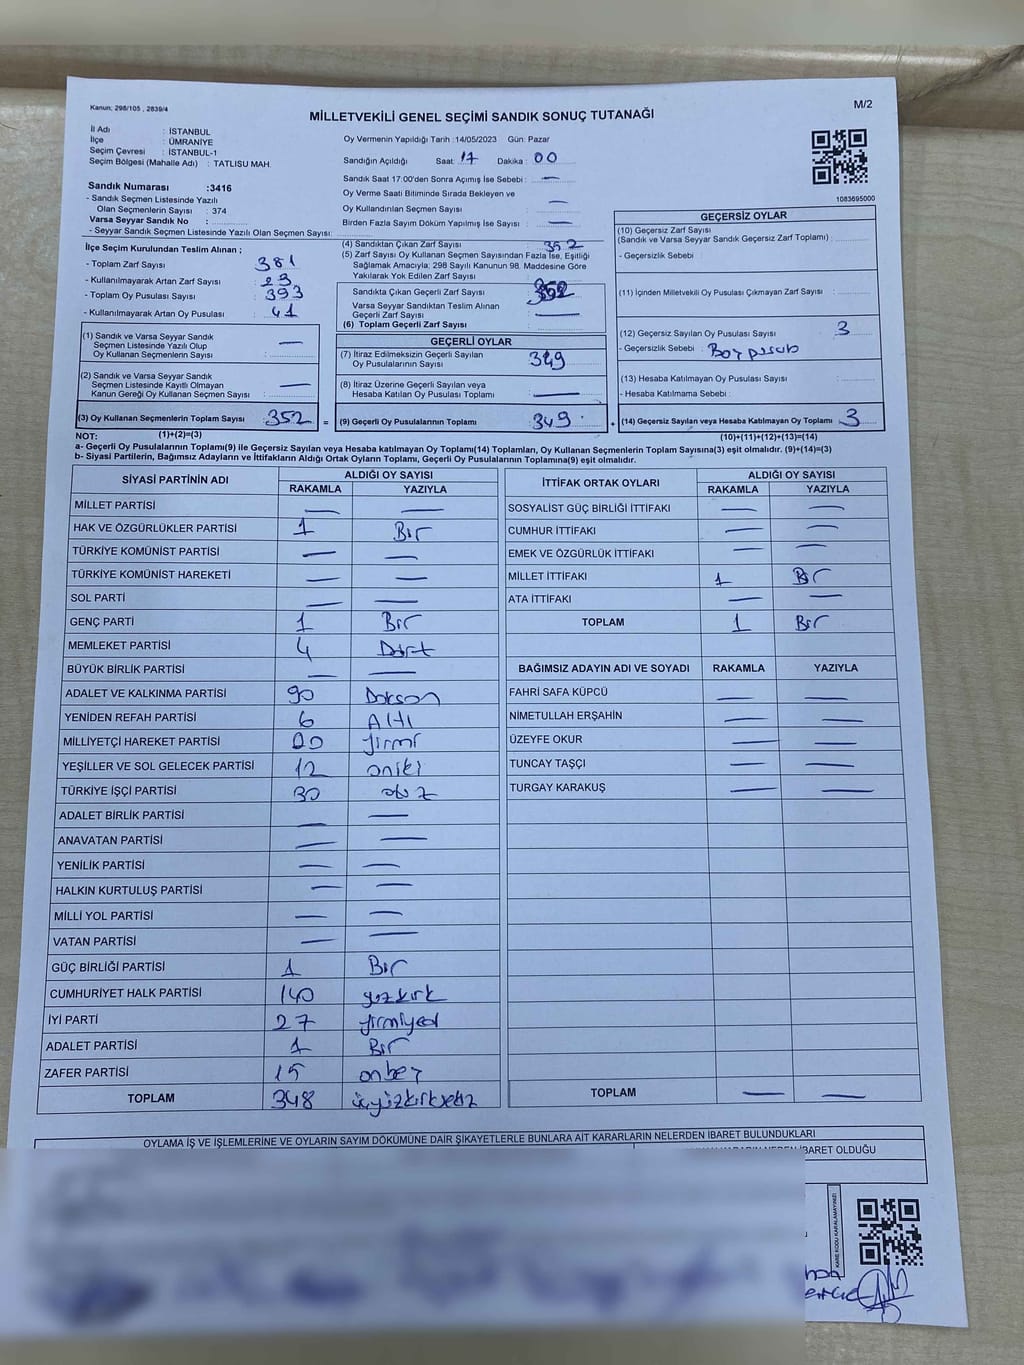 Kanun; 298/105 , 2839/4
M/2
MİLLETVEKİLİ GENEL SEÇİMİ SANDIK SONUÇ TUTANAĞI
İl Adı : İSTANBUL
İlçe : ÜMRANİYE
Seçim Çevresi : İSTANBUL-1
Seçim Bölgesi (Mahalle Adı) : TATLISU MAH.
Sandık Numarası :3416
- Sandık Seçmen Listesinde Yazılı
Olan Seçmenlerin Sayısı : 374
Varsa Seyyar Sandık No :
- Seyyar Sandık Seçmen Listesinde Yazılı Olan Seçmen Sayısı:
Oy Vermenin Yapıldığı Tarih :14/05/2023 Gün: Pazar
Sandığın Açıldığı Saat 17 Dakika : 00
Sandık Saat 17:00'den Sonra Açımış İse Sebebi : —
Oy Verme Saati Bitiminde Sırada Bekleyen ve
Oy Kullandırılan Seçmen Sayısı : —
Birden Fazla Sayım Döküm Yapılmış İse Sayısı : —
1083695000
İlçe Seçim Kurulundan Teslim Alınan ;
- Toplam Zarf Sayısı : 381
- Kullanılmayarak Artan Zarf Sayısı : 23
- Toplam Oy Pusulası Sayısı : 393
- Kullanılmayarak Artan Oy Pusulası : 41
(1) Sandık ve Varsa Seyyar Sandık
Seçmen Listesinde Yazılı Olup
Oy Kullanan Seçmenlerin Sayısı : —
(2) Sandık ve Varsa Seyyar Sandık
Seçmen Listesinde Kayıtlı Olmayan
Kanun Gereği Oy Kullanan Seçmen Sayısı : —
(3) Oy Kullanan Seçmenlerin Toplam Sayısı : 352
(1)+(2)=(3)
(4) Sandıktan Çıkan Zarf Sayısı : 352
(5) Zarf Sayısı Oy Kullanan Seçmen Sayısından Fazla İse, Eşitliği
Sağlamak Amacıyla; 298 Sayılı Kanunun 98. Maddesine Göre
Yakılarak Yok Edilen Zarf Sayısı
Sandıkta Çıkan Geçerli Zarf Sayısı
Varsa Seyyar Sandıktan Teslim Alınan
Geçerli Zarf Sayısı : —
(6) Toplam Geçerli Zarf Sayısı
GEÇERLİ OYLAR
(7) İtiraz Edilmeksizin Geçerli Sayılan
Oy Pusulalarının Sayısı : 349
(8) İtiraz Üzerine Geçerli Sayılan veya
Hesaba Katılan Oy Pusulası Toplamı : —
= (9) Geçerli Oy Pusulalarının Toplamı : 349
GEÇERSİZ OYLAR
(10) Geçersiz Zarf Sayısı
(Sandık ve Varsa Seyyar Sandık Geçersiz Zarf Toplamı) :
- Geçersizlik Sebebi :
(11) İçinden Milletvekili Oy Pusulası Çıkmayan Zarf Sayısı :
(12) Geçersiz Sayılan Oy Pusulası Sayısı : 3
- Geçersizlik Sebebi :
(13) Hesaba Katılmayan Oy Pusulası Sayısı :
- Hesaba Katılmama Sebebi :
+ (14) Geçersiz Sayılan veya Hesaba Katılmayan Oy Toplamı : 3
(10)+(11)+(12)+(13)=(14)
NOT:
a- Geçerli Oy Pusulalarının Toplamı(9) ile Geçersiz Sayılan veya Hesaba katılmayan Oy Toplamı(14) Toplamları, Oy Kullanan Seçmenlerin Toplam Sayısına(3) eşit olmalıdır. (9)+(14)=(3)
b- Siyasi Partilerin, Bağımsız Adayların ve İttifakların Aldığı Ortak Oyların Toplamı, Geçerli Oy Pusulalarının Toplamına(9) eşit olmalıdır.
SİYASİ PARTİNİN ADI ALDIĞI OY SAYISI
RAKAMLA YAZIYLA
MİLLET PARTİSİ — —
HAK VE ÖZGÜRLÜKLER PARTİSİ 1 Bir
TÜRKİYE KOMÜNİST PARTİSİ — —
TÜRKİYE KOMÜNİST HAREKETİ — —
SOL PARTİ — —
GENÇ PARTİ 1 Bir
MEMLEKET PARTİSİ 4 Dört
BÜYÜK BİRLİK PARTİSİ — —
ADALET VE KALKINMA PARTİSİ 90 Doksan
YENİDEN REFAH PARTİSİ 6 Altı
MİLLİYETÇİ HAREKET PARTİSİ 20 Yirmi
YEŞİLLER VE SOL GELECEK PARTİSİ 12 oniki
TÜRKİYE İŞÇİ PARTİSİ 30 otuz
ADALET BİRLİK PARTİSİ — —
ANAVATAN PARTİSİ — —
YENİLİK PARTİSİ — —
HALKIN KURTULUŞ PARTİSİ — —
MİLLİ YOL PARTİSİ — —
VATAN PARTİSİ — —
GÜÇ BİRLİĞİ PARTİSİ 1 Bir
CUMHURİYET HALK PARTİSİ 140 yüzkırk
İYİ PARTİ 27 yirmiyedi
ADALET PARTİSİ 1 Bir
ZAFER PARTİSİ 15 onbeş
TOPLAM 348 üçyüzkırksekiz
İTTİFAK ORTAK OYLARI ALDIĞI OY SAYISI
RAKAMLA YAZIYLA
SOSYALİST GÜÇ BİRLİĞİ İTTİFAKI — —
CUMHUR İTTİFAKI — —
EMEK VE ÖZGÜRLÜK İTTİFAKI — —
MİLLET İTTİFAKI 1 Bir
ATA İTTİFAKI — —
TOPLAM 1 Bir
BAĞIMSIZ ADAYIN ADI VE SOYADI RAKAMLA YAZIYLA
FAHRİ SAFA KÜPCÜ — —
NİMETULLAH ERŞAHİN — —
ÜZEYFE OKUR — —
TUNCAY TAŞÇI — —
TURGAY KARAKUŞ — —
TOPLAM — —
OYLAMA İŞ VE İŞLEMLERİNE VE OYLARIN SAYIM DÖKÜMÜNE DAİR ŞİKAYETLERLE BUNLARA AİT KARARLARIN NELERDEN İBARET BULUNDUKLARI
İBARET OLDUĞU
KARE KODU KARALAMAYINIZ!